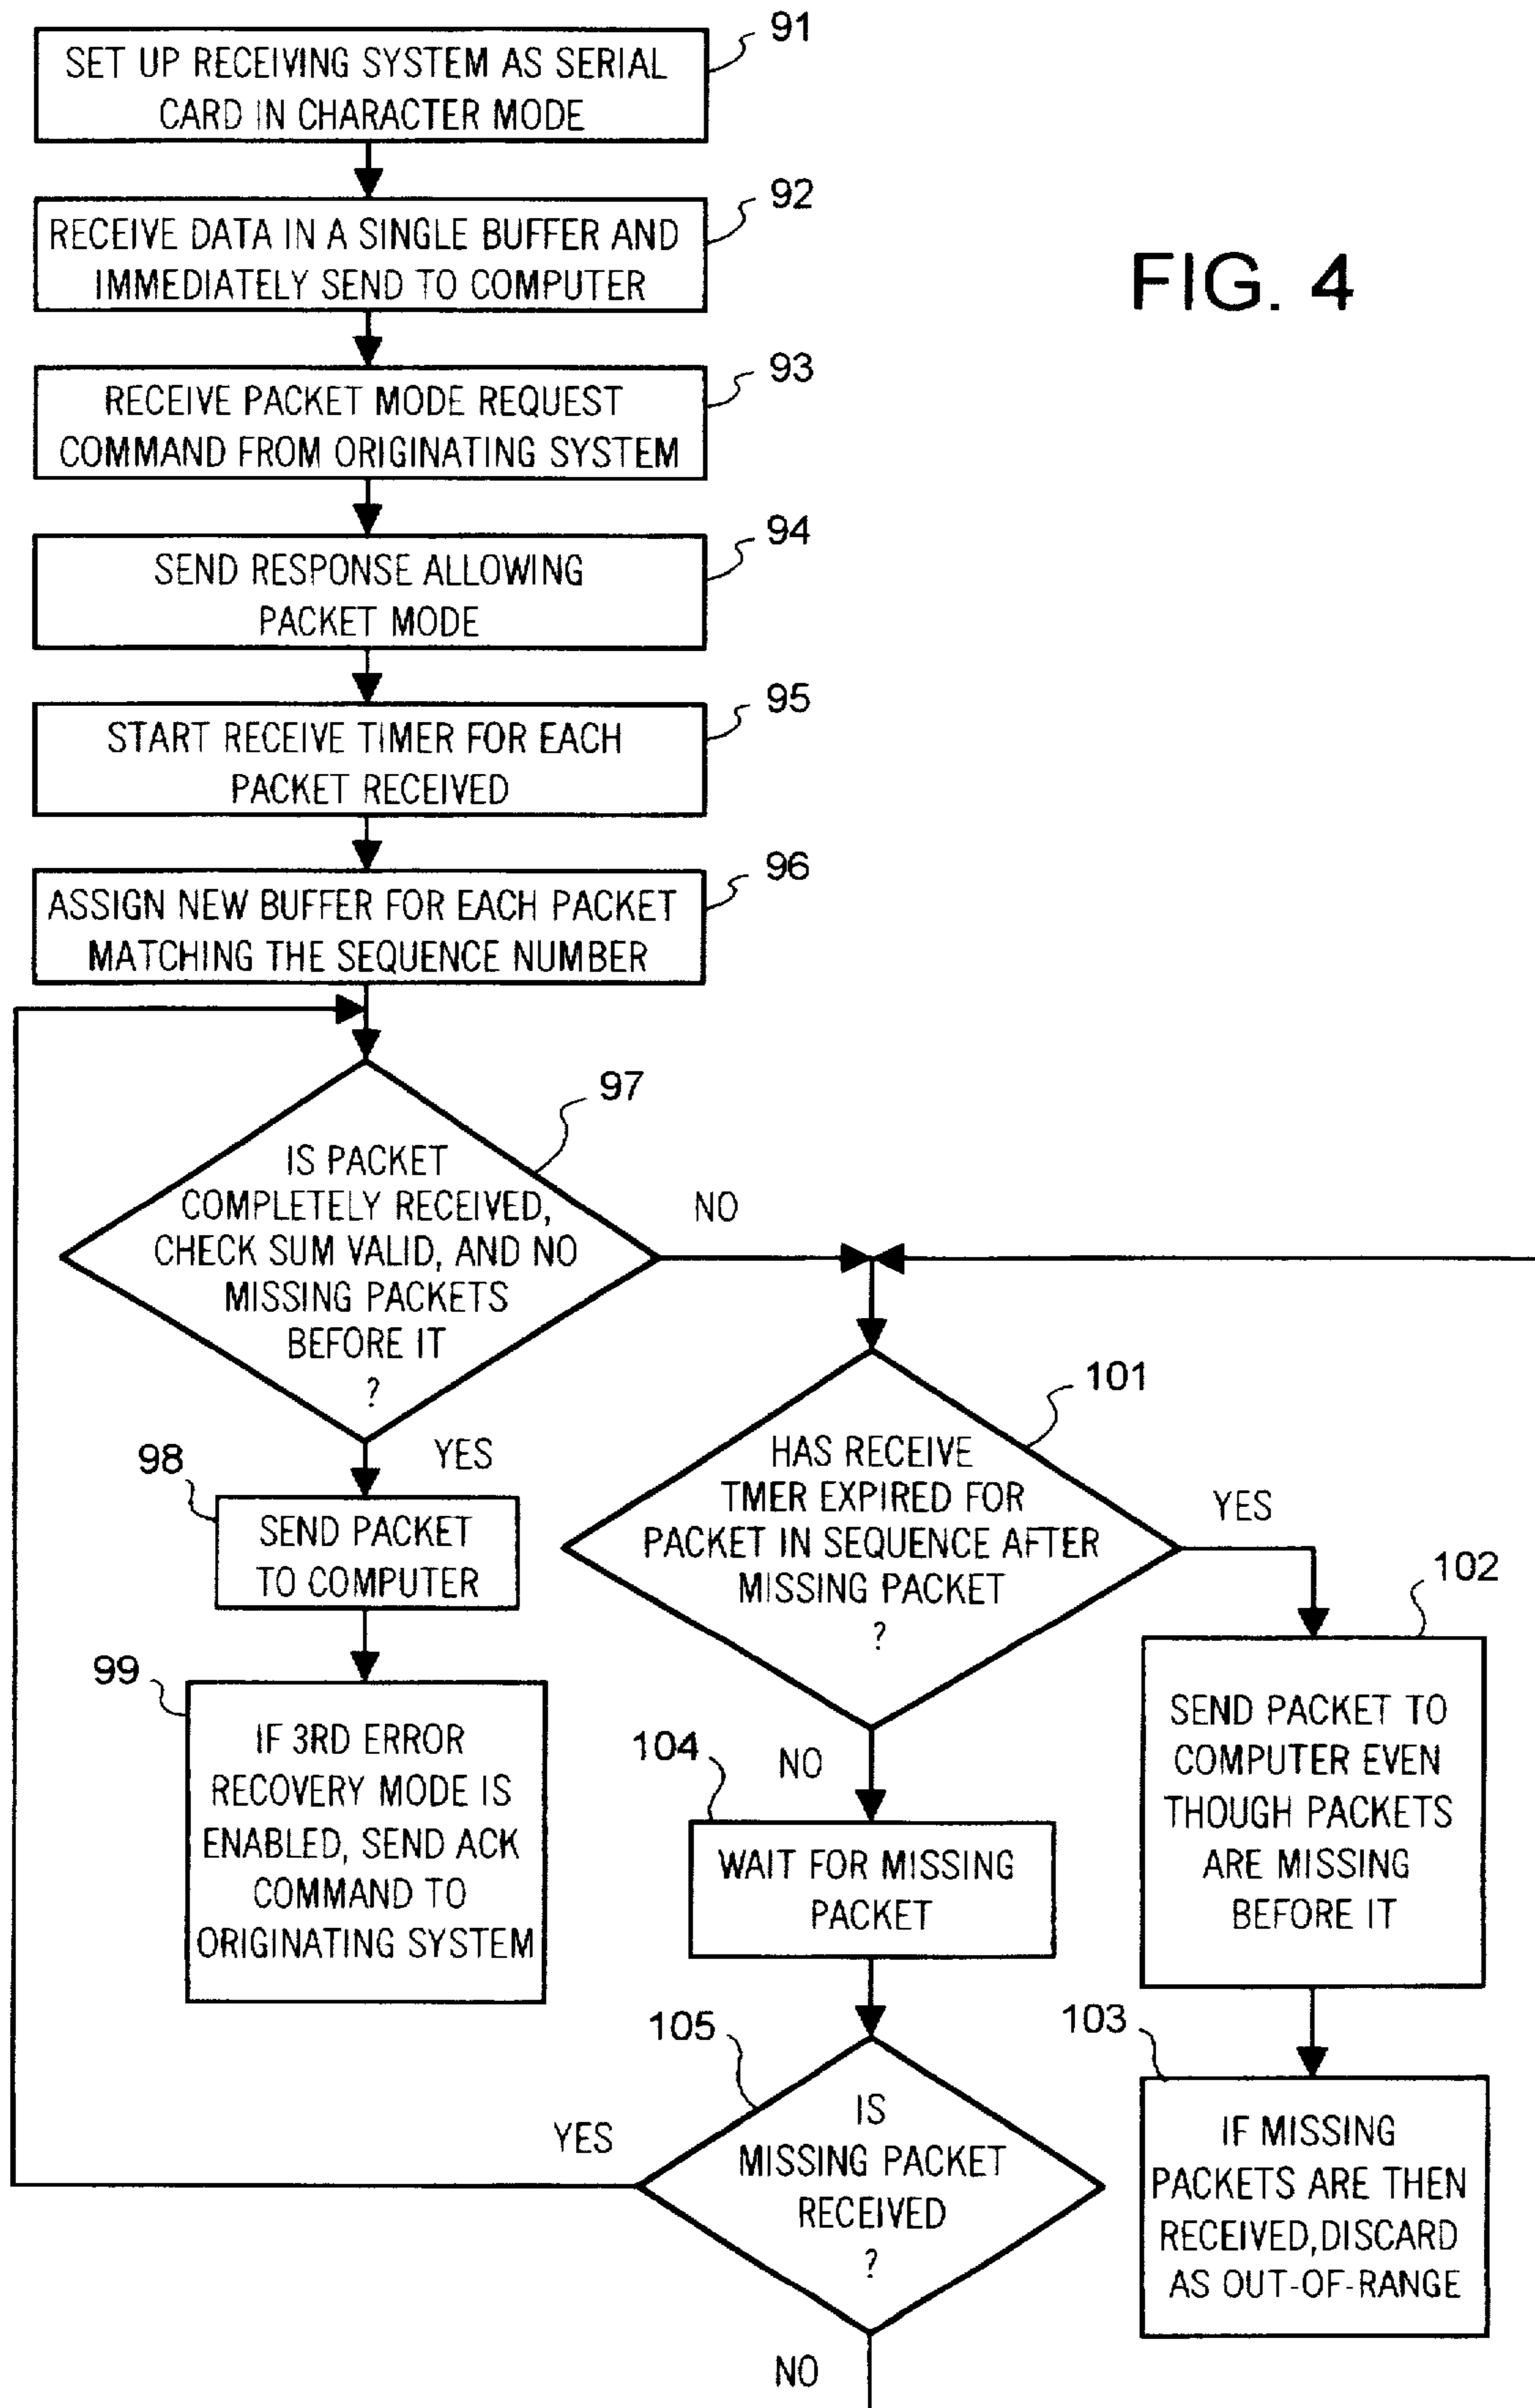 91
SET UP RECEIVING SYSTEM AS SERIAL
CARD IN CHARACTER MODE
92
RECEIVE DATA IN A SINGLE BUFFER AND
IMMEDIATELY SEND TO COMPUTER
FIG. 4
93
RECEIVE PACKET MODE REQUEST
COMMAND FROM ORIGINATING SYSTEM
94
SEND RESPONSE ALLOWING
PACKET MODE
95
START RECEIVE TIMER FOR EACH
PACKET RECEIVED
96
ASSIGN NEW BUFFER FOR EACH PACKET
MATCHING THE SEQUENCE NUMBER
97
IS PACKET
COMPLETELY RECEIVED,
CHECK SUM VALID, AND NO
MISSING PACKETS
BEFORE IT
?
NO
YES
98
SEND PACKET
TO COMPUTER
99
IF 3RD ERROR
RECOVERY MODE IS
ENABLED, SEND ACK
COMMAND TO
ORIGINATING SYSTEM
101
HAS RECEIVE
TMER EXPIRED FOR
PACKET IN SEQUENCE AFTER
MISSING PACKET
?
YES
102
SEND PACKET TO
COMPUTER EVEN
THOUGH PACKETS
ARE MISSING
BEFORE IT
103
IF MISSING
PACKETS ARE THEN
RECEIVED, DISCARD
AS OUT-OF-RANGE
NO
104
WAIT FOR MISSING
PACKET
105
IS
MISSING PACKET
RECEIVED
?
YES
NO